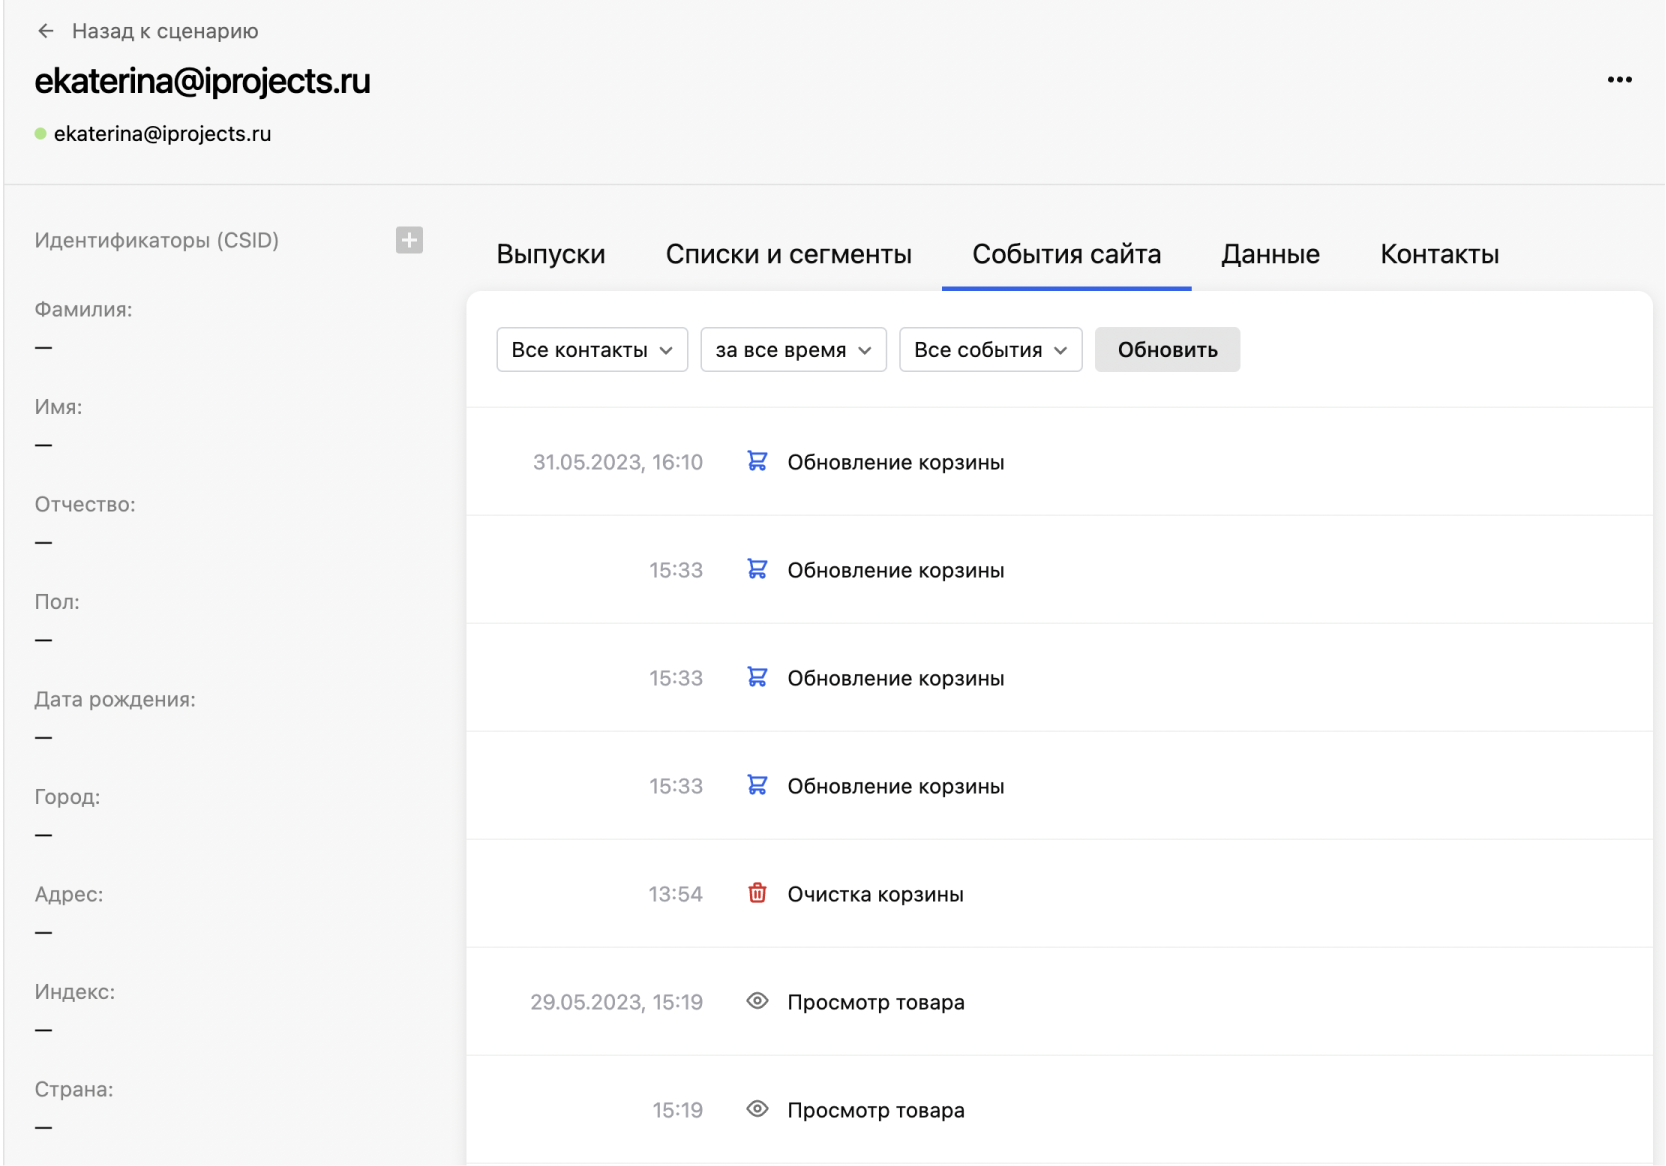 Назад к сценарию
ekaterina@iprojects.ru
ekaterina@iprojects.ru
Идентификаторы (CSID)
Фамилия:
—
Имя:
—
Отчество:
—
Пол:
—
Дата рождения:
—
Город:
—
Адрес:
—
Индекс:
—
Страна:
—
Выпуски Списки и сегменты События сайта Данные Контакты
Все контакты за все время Все события Обновить
31.05.2023, 16:10 Обновление корзины
15:33 Обновление корзины
15:33 Обновление корзины
15:33 Обновление корзины
13:54 Очистка корзины
29.05.2023, 15:19 Просмотр товара
15:19 Просмотр товара